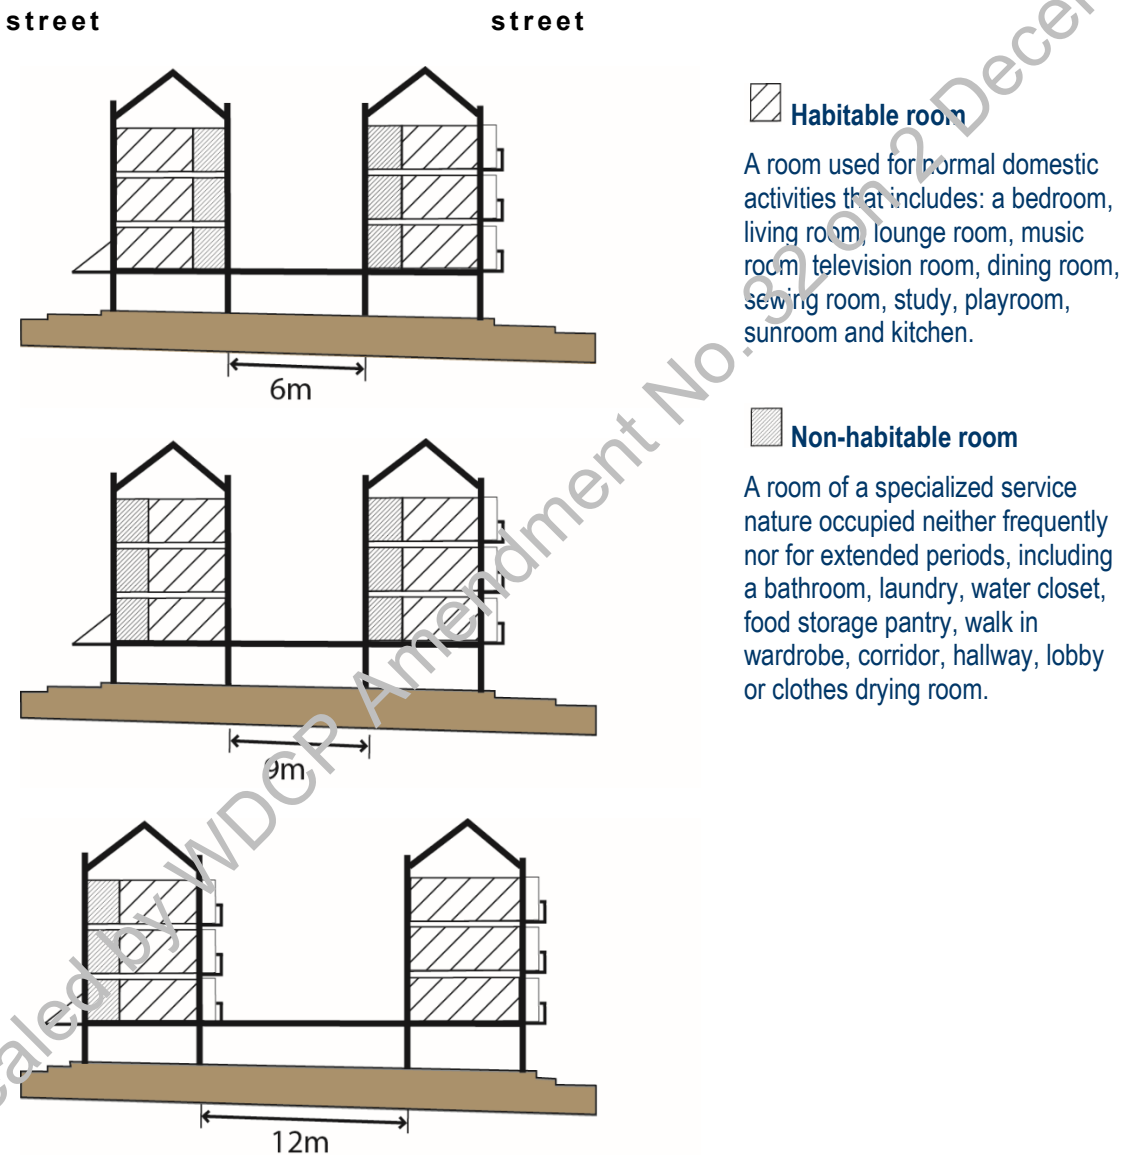 street street
Habitable room
A room used for normal domestic
activities that includes: a bedroom,
living room, lounge room, music
room, television room, dining room,
sewing room, study, playroom,
sunroom and kitchen.
6m
Non-habitable room
A room of a specialized service
nature occupied neither frequently
nor for extended periods, including
a bathroom, laundry, water closet,
food storage pantry, walk in
wardrobe, corridor, hallway, lobby
or clothes drying room.
9m
12m
ealed by WDCP Amendment No. 32 on 2 Decem